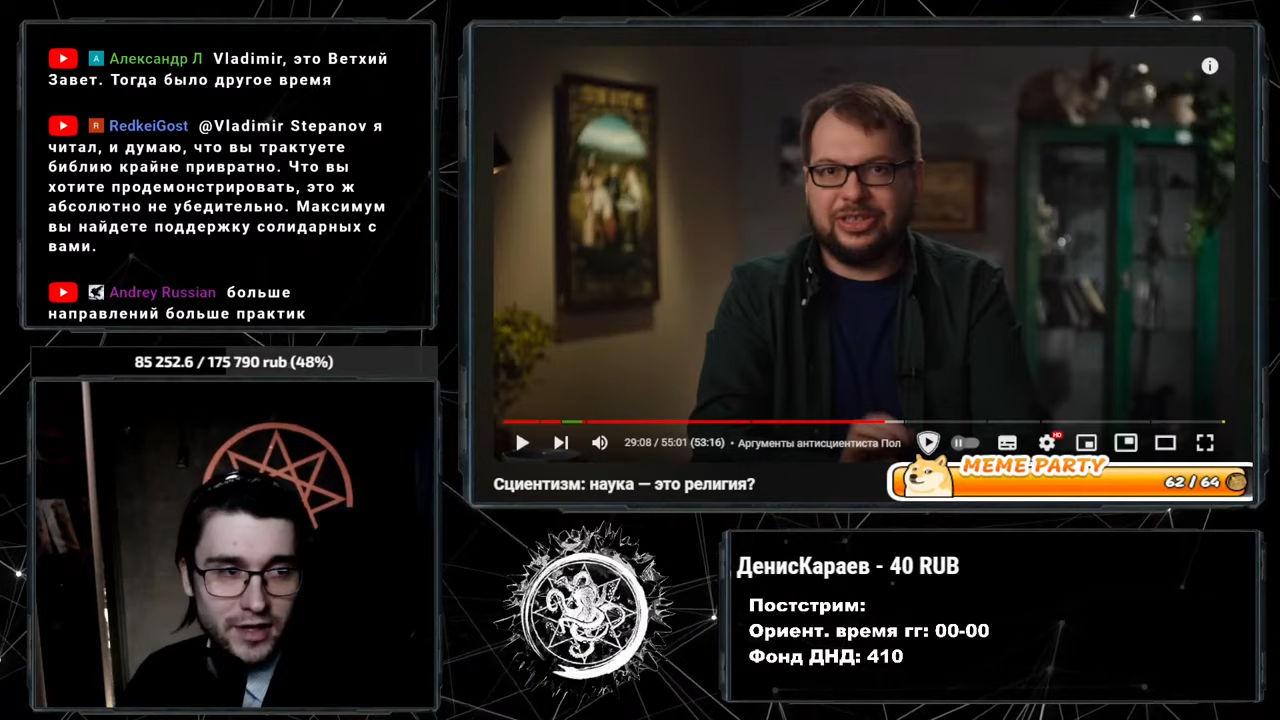 А Александр Л Vladimir, это Ветхий
Завет. Тогда было другое время
R RedkeiGost @Vladimir Stepanov я
читал, и думаю, что вы трактуете
библию крайне привратно. Что вы
хотите продемонстрировать, это ж
абсолютно не убедительно. Максимум
вы найдете поддержку солидарных с
вами.
Andrey Russian больше
направлений больше практик
85 252.6 / 175 790 rub (48%)
29:08 / 55:01 (53:16) • Аргументы антисциентиста Пол
HD
MEME PARTY
62 / 64
Сциентизм: наука — это религия?
ДенисКараев - 40 RUB
Постстрим:
Ориент. время гг: 00-00
Фонд ДНД: 410